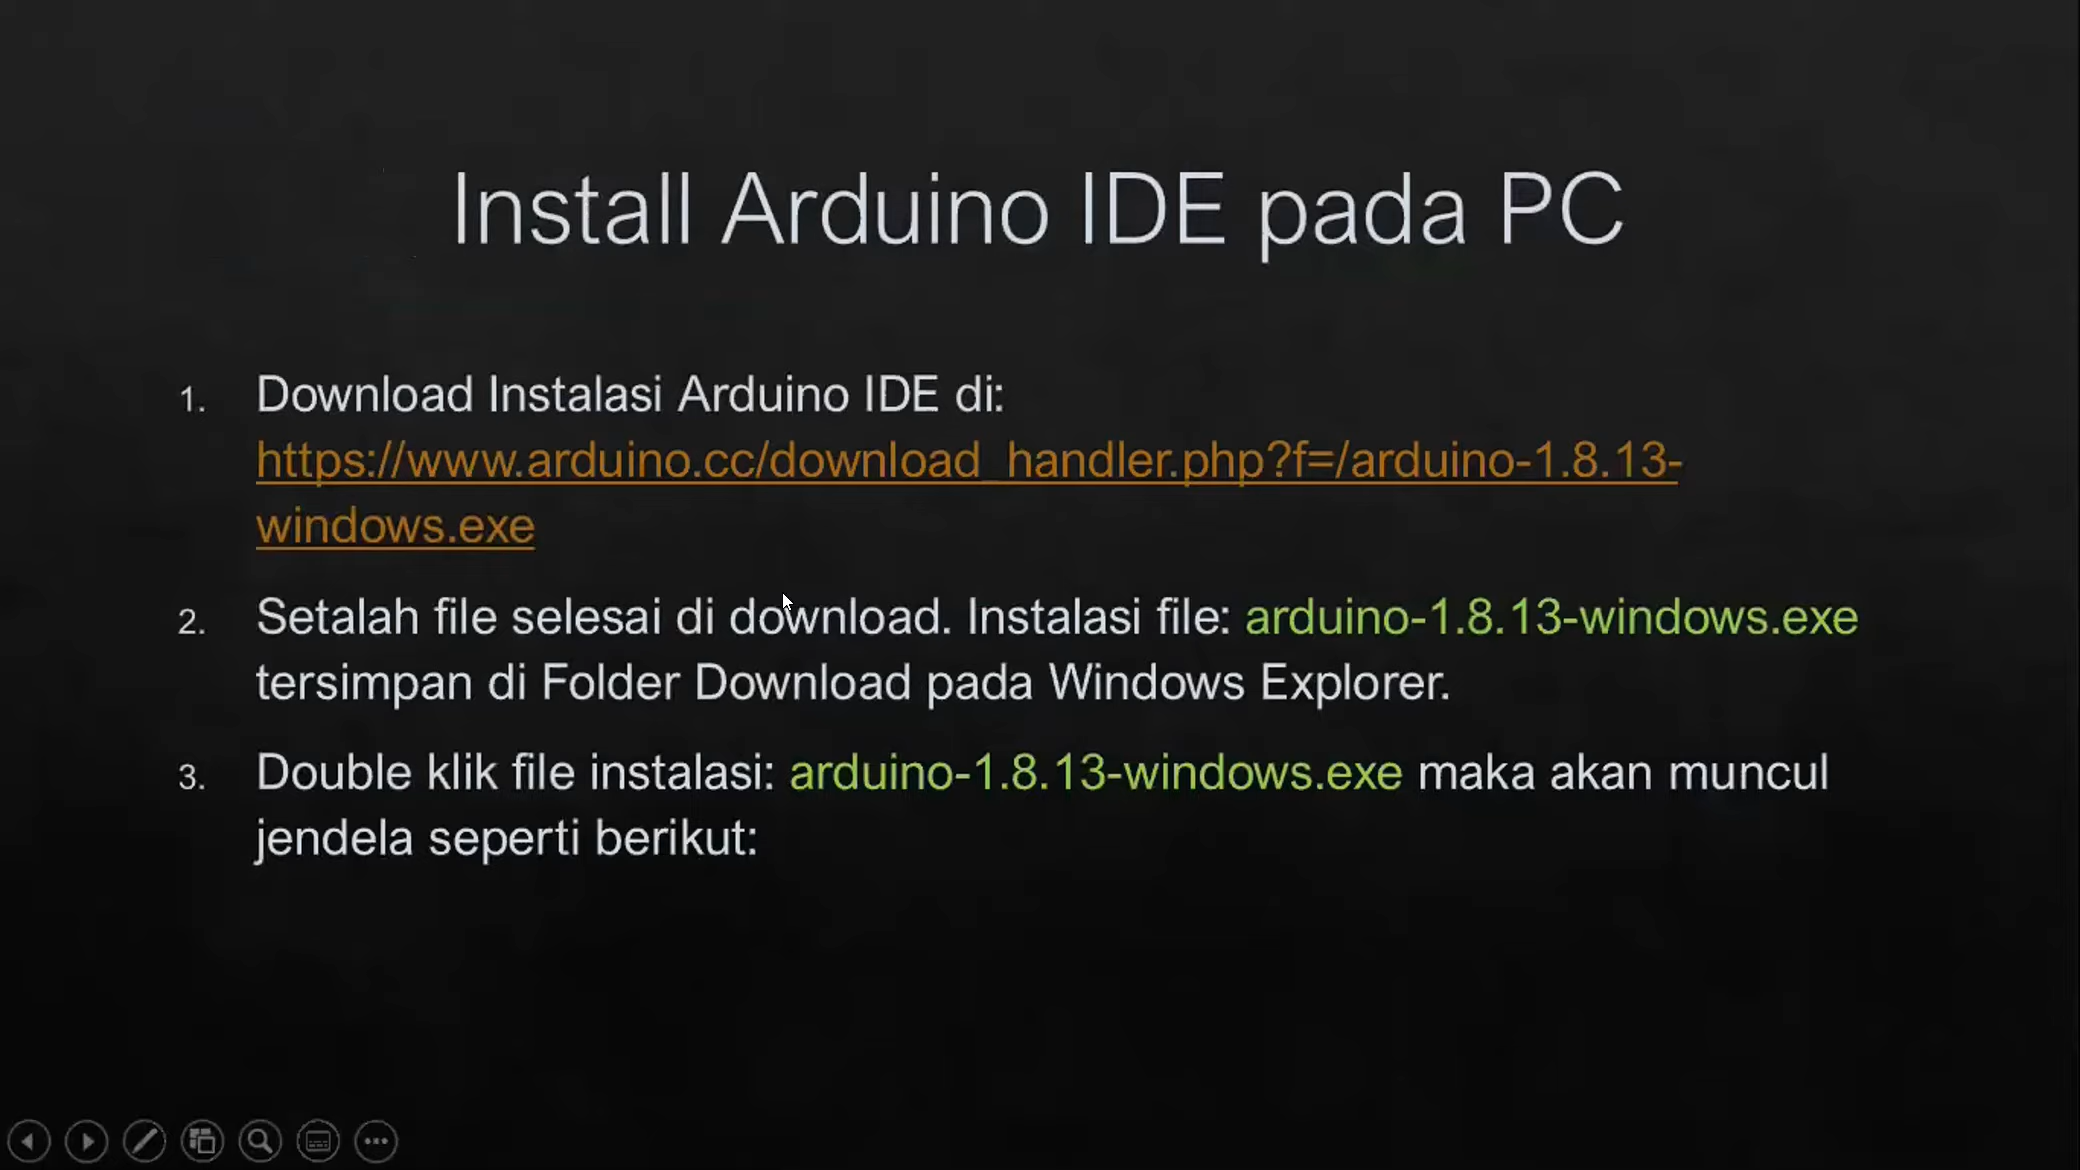 Install Arduino IDE pada PC
1. Download Instalasi Arduino IDE di:
https://www.arduino.cc/download_handler.php?f=/arduino-1.8.13-
windows.exe
2. Setalah file selesai di download. Instalasi file: arduino-1.8.13-windows.exe
tersimpan di Folder Download pada Windows Explorer.
3. Double klik file instalasi: arduino-1.8.13-windows.exe maka akan muncul
jendela seperti berikut: